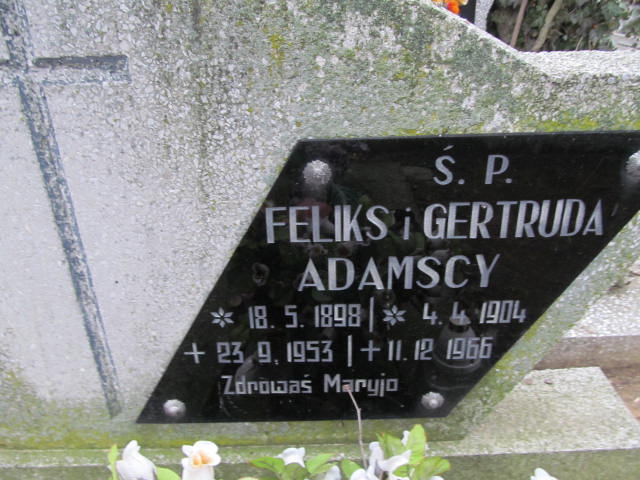 Ś. P.
FELIKS i GERTRUDA
ADAMSCY
* 18. 5. 1898 | * 4. 4. 1904
+ 23. 9. 1953 | + 11. 12 1966
Zdrowaś Maryjo